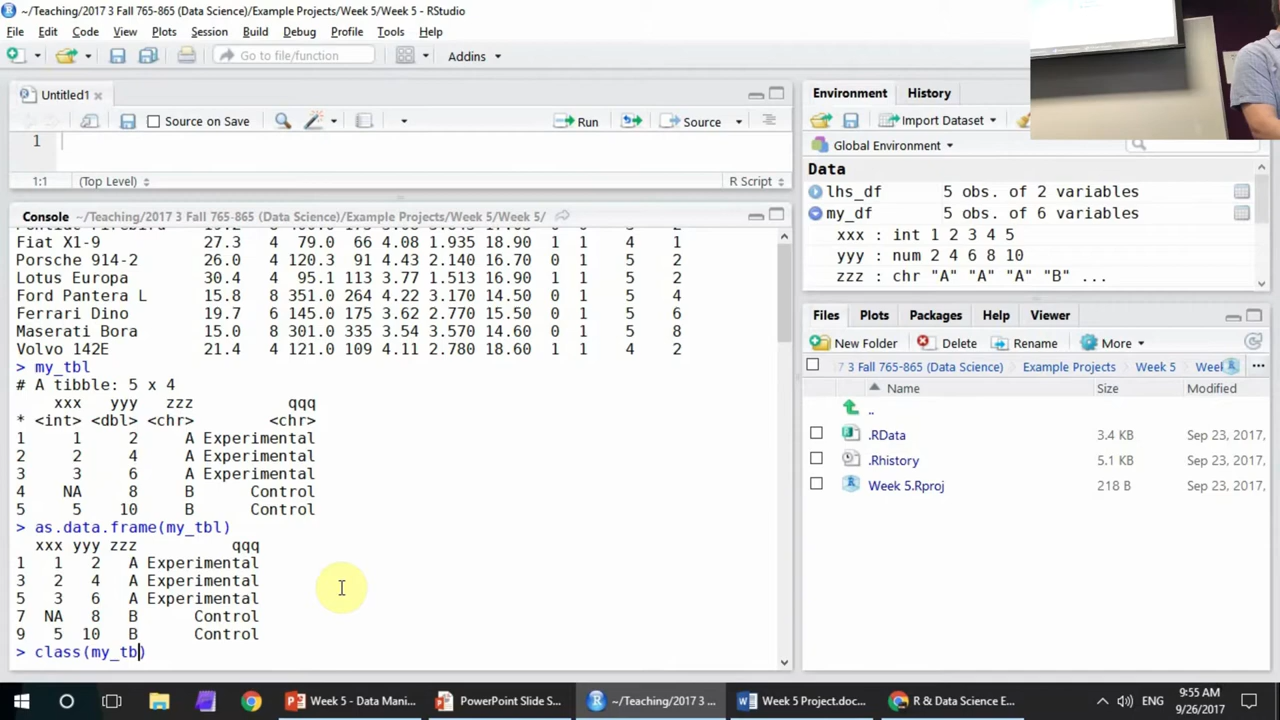 ~/Teaching/2017 3 Fall 765-865 (Data Science)/Example Projects/Week 5/Week 5 - RStudio
File Edit Code View Plots Session Build Debug Profile Tools Help
Go to file/function Addins
Untitled1
Source on Save Run Source
1
1:1 (Top Level) R Script
Console ~/Teaching/2017 3 Fall 765-865 (Data Science)/Example Projects/Week 5/Week 5/
Fiat X1-9 27.3 4 79.0 66 4.08 1.935 18.90 1 1 4 1
Porsche 914-2 26.0 4 120.3 91 4.43 2.140 16.70 0 1 5 2
Lotus Europa 30.4 4 95.1 113 3.77 1.513 16.90 1 1 5 2
Ford Pantera L 15.8 8 351.0 264 4.22 3.170 14.50 0 1 5 4
Ferrari Dino 19.7 6 145.0 175 3.62 2.770 15.50 0 1 5 6
Maserati Bora 15.0 8 301.0 335 3.54 3.570 14.60 0 1 5 8
Volvo 142E 21.4 4 121.0 109 4.11 2.780 18.60 1 1 4 2
> my_tbl
# A tibble: 5 x 4
xxx yyy zzz qqq
* <int> <dbl> <chr> <chr>
1 1 2 A Experimental
2 2 4 A Experimental
3 3 6 A Experimental
4 NA 8 B Control
5 5 10 B Control
> as.data.frame(my_tbl)
xxx yyy zzz qqq
1 1 2 A Experimental
3 2 4 A Experimental
5 3 6 A Experimental
7 NA 8 B Control
9 5 10 B Control
> class(my_tb)
Environment History
Import Dataset
Global Environment
Data
lhs_df 5 obs. of 2 variables
my_df 5 obs. of 6 variables
xxx : int 1 2 3 4 5
yyy : num 2 4 6 8 10
zzz : chr "A" "A" "A" "B" ...
Files Plots Packages Help Viewer
New Folder Delete Rename More
7 3 Fall 765-865 (Data Science) Example Projects Week 5 Week
Name Size Modified
..
.RData 3.4 KB Sep 23, 2017,
.Rhistory 5.1 KB Sep 23, 2017,
Week 5.Rproj 218 B Sep 23, 2017,
Week 5 - Data Mani... PowerPoint Slide S... ~/Teaching/2017 3 ... Week 5 Project.doc... R & Data Science E... ENG 9:55 AM
9/26/2017